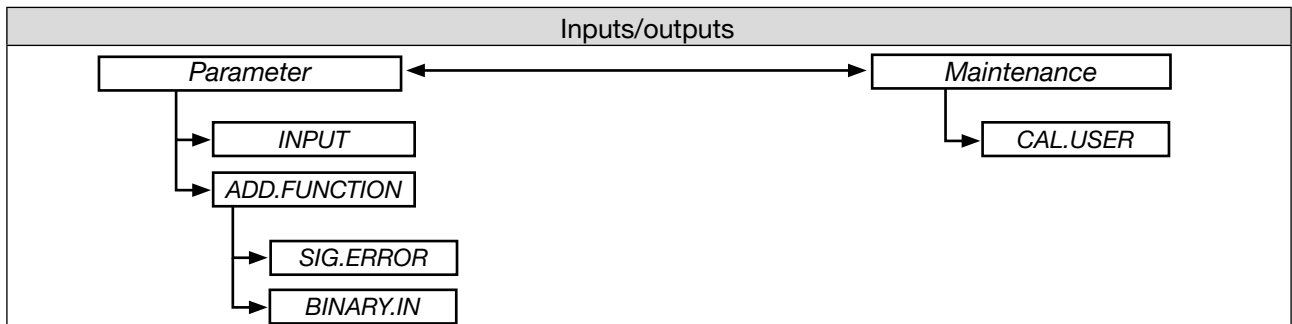 Inputs/outputs
Parameter
Maintenance
INPUT
CAL.USER
ADD.FUNCTION
SIG.ERROR
BINARY.IN